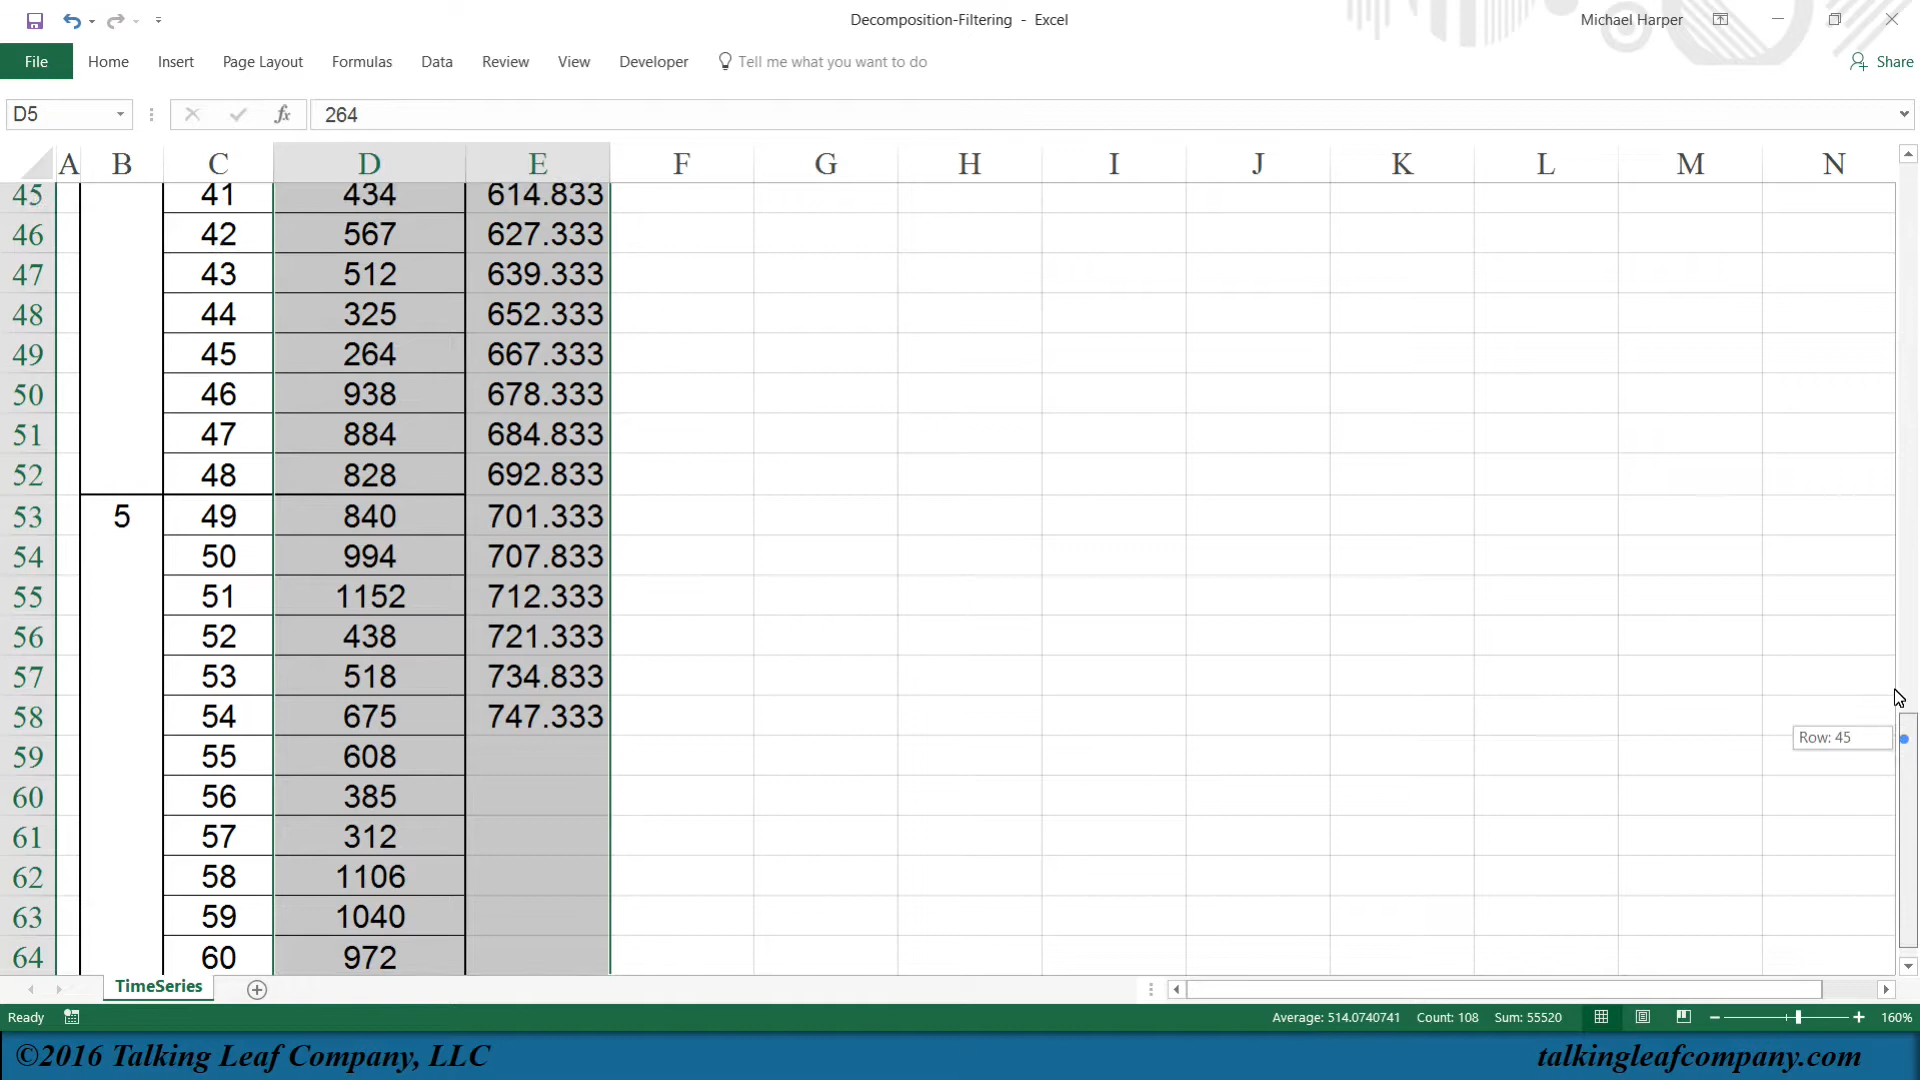 Decomposition-Filtering - Excel
Michael Harper
File Home Insert Page Layout Formulas Data Review View Developer Tell me what you want to do
Share
D5 fx 264
A B C D E F G H I J K L M N
45 41 434 614.833
46 42 567 627.333
47 43 512 639.333
48 44 325 652.333
49 45 264 667.333
50 46 938 678.333
51 47 884 684.833
52 48 828 692.833
53 5 49 840 701.333
54 50 994 707.833
55 51 1152 712.333
56 52 438 721.333
57 53 518 734.833
58 54 675 747.333
Row: 45
59 55 608
60 56 385
61 57 312
62 58 1106
63 59 1040
64 60 972
TimeSeries
Ready Average: 514.0740741 Count: 108 Sum: 55520 160%
©2016 Talking Leaf Company, LLC
talkingleafcompany.com